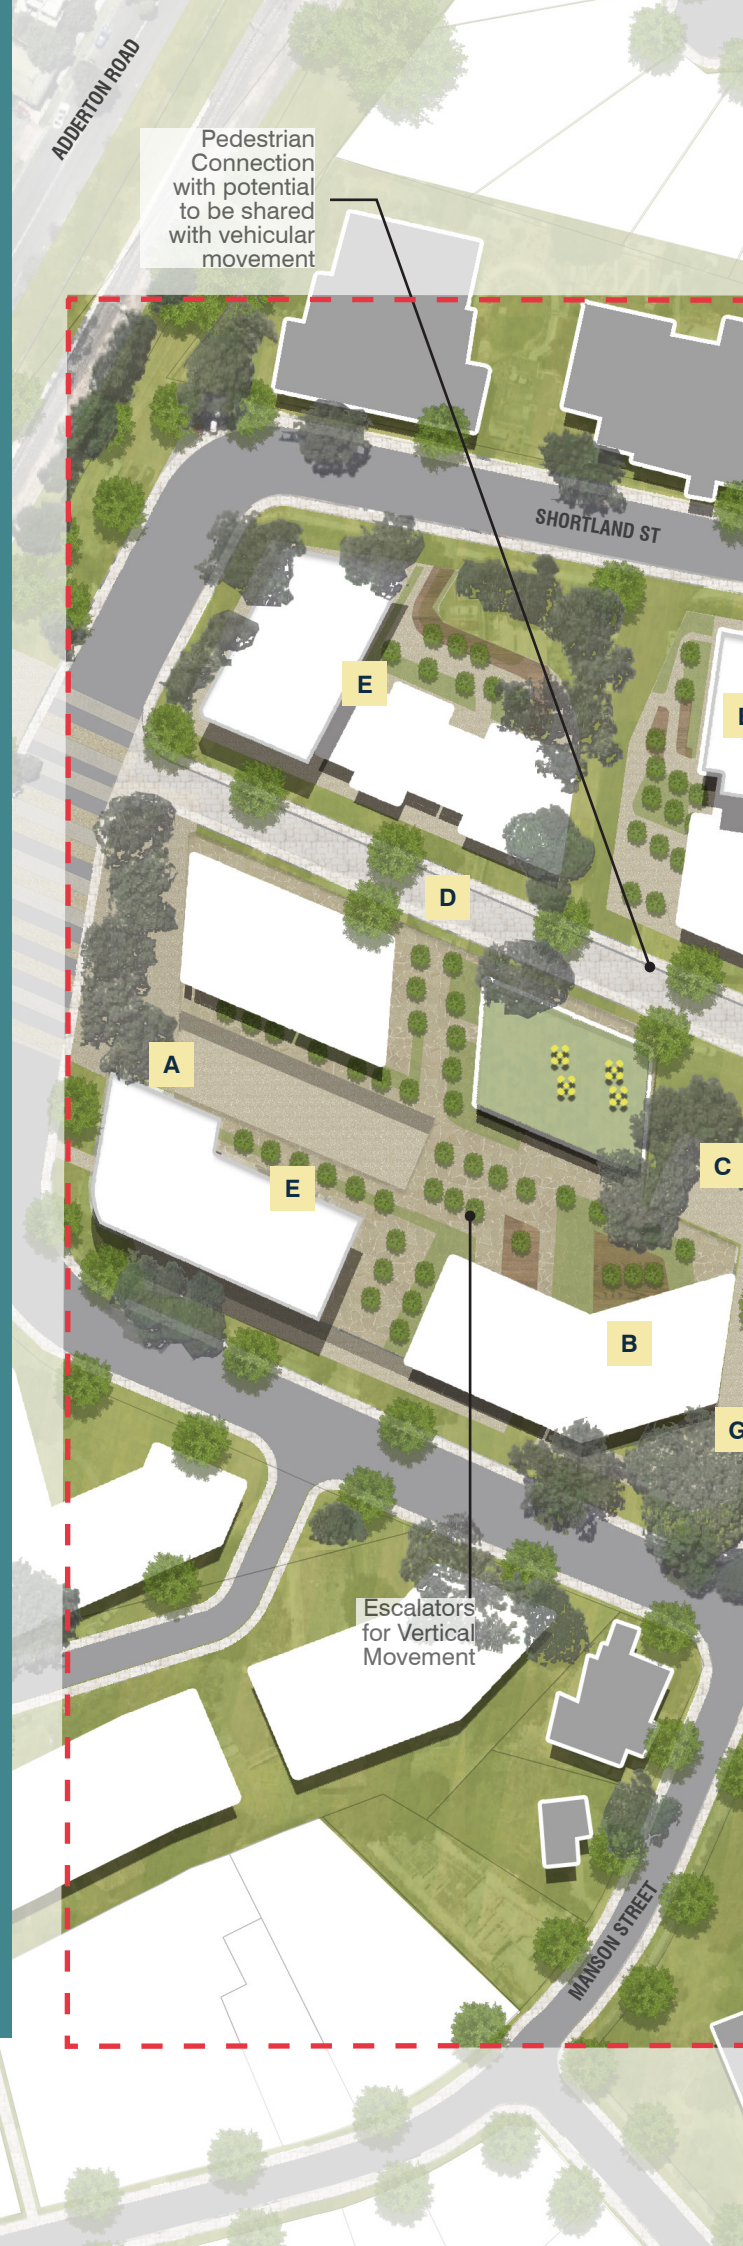 ADDERTON ROAD
Pedestrian
Connection
with potential
to be shared
with vehicular
movement
SHORTLAND ST
E
D
A
C
E
B
G
Escalators
for Vertical
Movement
MANSON STREET